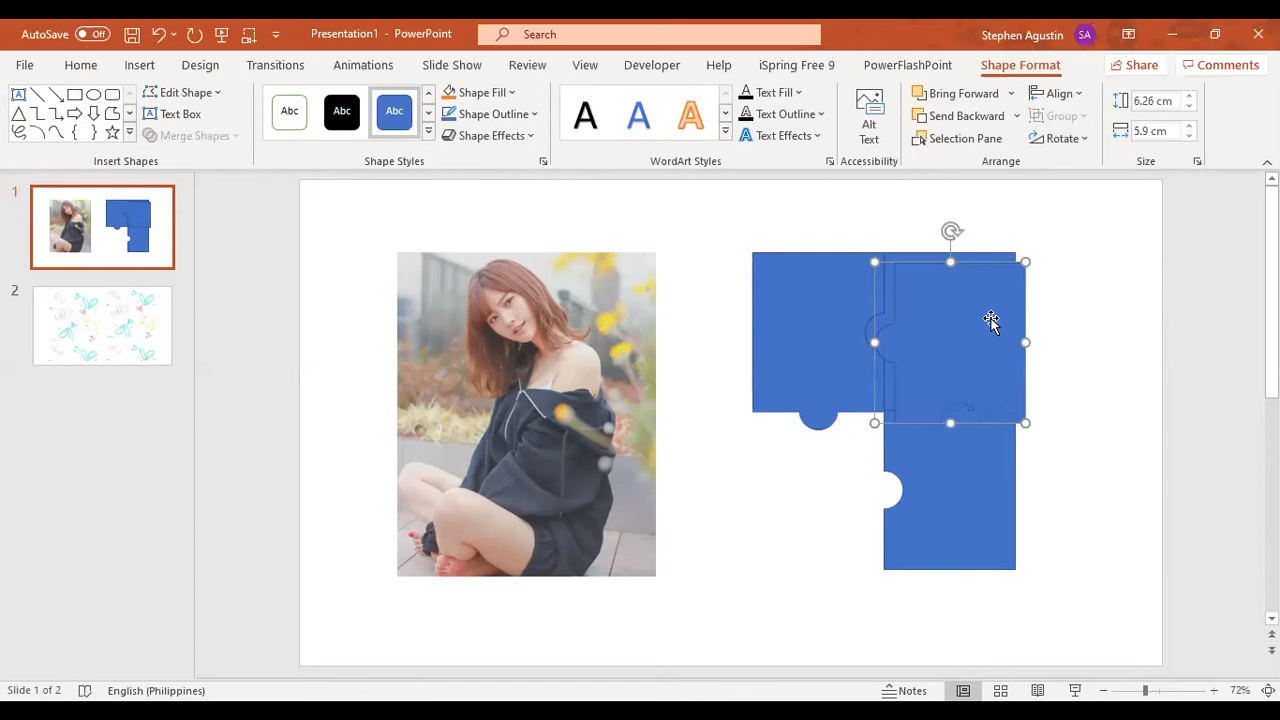 AutoSave Off Presentation1 - PowerPoint Search Stephen Agustin SA
File Home Insert Design Transitions Animations Slide Show Review View Developer Help iSpring Free 9 PowerFlashPoint Shape Format Share Comments
Edit Shape
Text Box
Merge Shapes
Insert Shapes
Abc Abc Abc
Shape Fill
Shape Outline
Shape Effects
Shape Styles
A A A
Text Fill
Text Outline
Text Effects
WordArt Styles
Alt
Text
Accessibility
Bring Forward
Send Backward
Selection Pane
Align
Group
Rotate
Arrange
6.26 cm
5.9 cm
Size
1
2
Slide 1 of 2 English (Philippines) Notes 72%